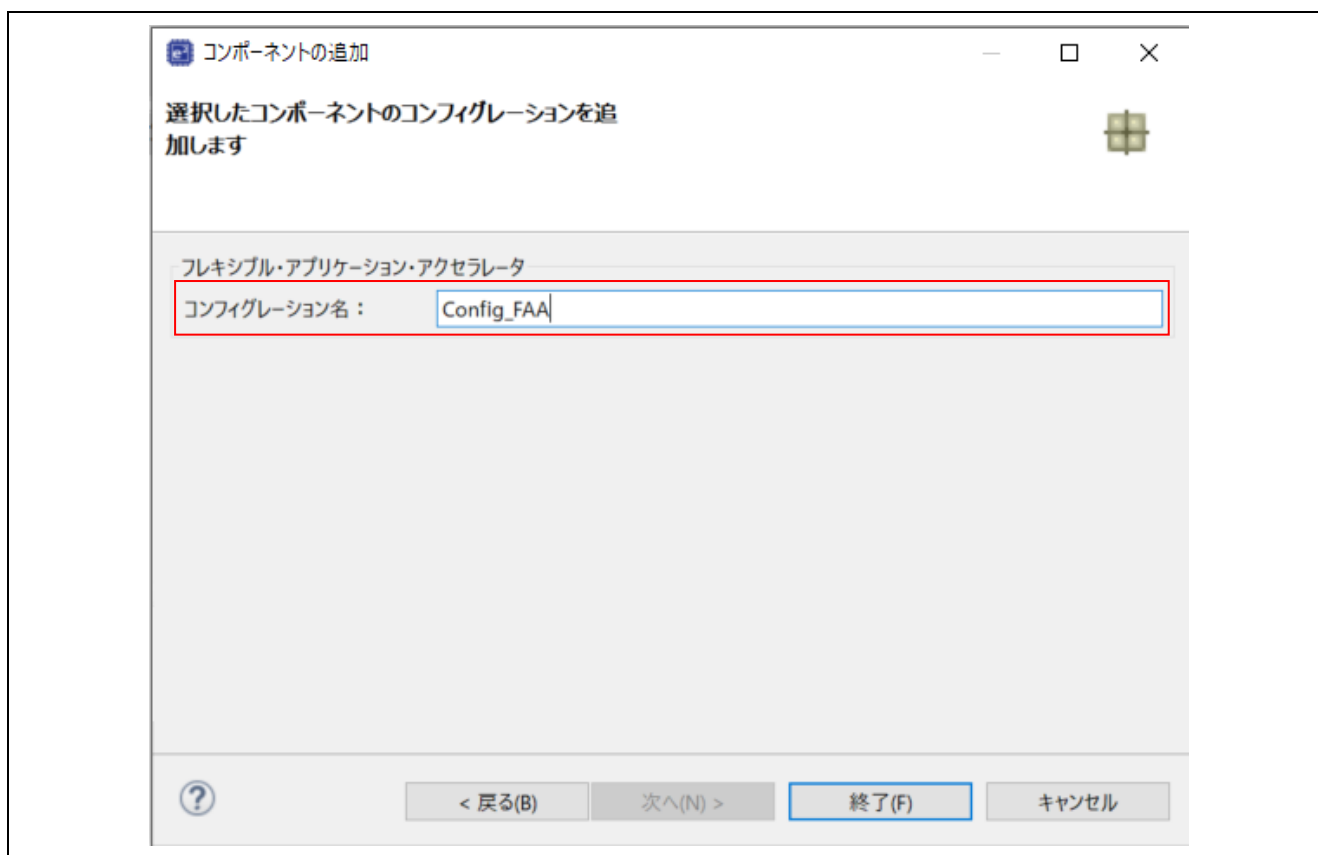 コンポーネントの追加
選択したコンポーネントのコンフィグレーションを追
加します
フレキシブル・アプリケーション・アクセラレータ
コンフィグレーション名：
Config_FAA
< 戻る(B)
次へ(N) >
終了(F)
キャンセル